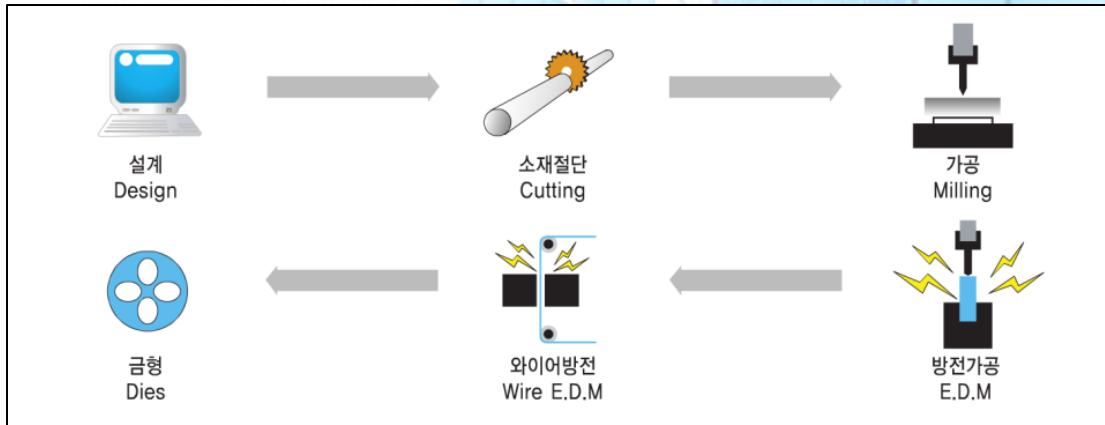 설계
Design
소재절단
Cutting
가공
Milling
금형
Dies
와이어방전
Wire E.D.M
방전가공
E.D.M